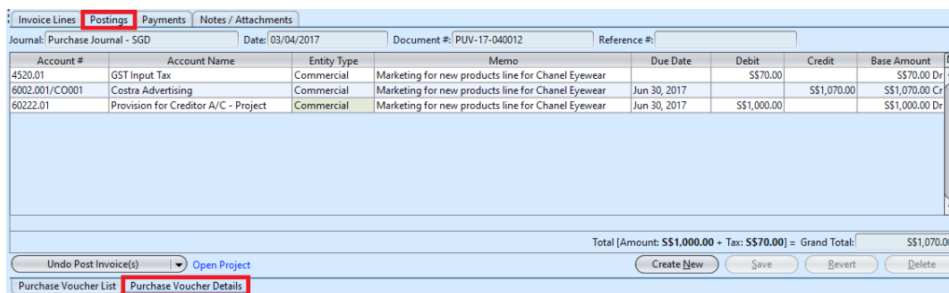 Invoice Lines Postings Payments Notes / Attachments
Journal: Purchase Journal - SGD Date: 03/04/2017 Document #: PUV-17-040012 Reference #:
Account # Account Name Entity Type Memo Due Date Debit Credit Base Amount
4520.01 GST Input Tax Commercial Marketing for new products line for Chanel Eyewear S$70.00 S$70.00 Dr
6002.001/CO001 Costra Advertising Commercial Marketing for new products line for Chanel Eyewear Jun 30, 2017 S$1,070.00 S$1,070.00 Cr
60222.01 Provision for Creditor A/C - Project Commercial Marketing for new products line for Chanel Eyewear Jun 30, 2017 S$1,000.00 S$1,000.00 Dr
Total [Amount: S$1,000.00 + Tax: S$70.00] = Grand Total: S$1,070.00
Undo Post Invoice(s) Open Project Create New Save Revert Delete
Purchase Voucher List Purchase Voucher Details